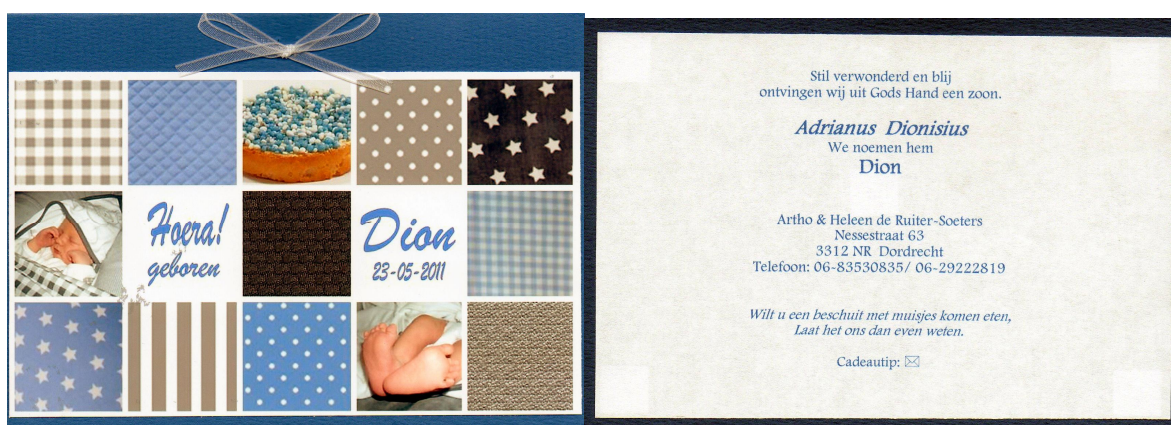 Hoera!
geboren
Dion
23-05-2011
Stil verwonderd en blij
ontvingen wij uit Gods Hand een zoon.
Adrianus Dionisius
We noemen hem
Dion
Artho & Heleen de Ruiter-Soeters
Nessestraat 63
3312 NR Dordrecht
Telefoon: 06-83530835/ 06-29222819
Wilt u een beschuit met muisjes komen eten,
Laat het ons dan even weten.
Cadeautip: ✉